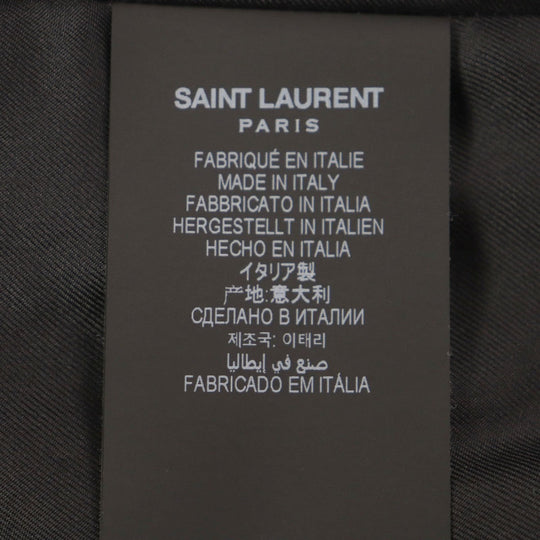 SAINT LAURENT
PARIS
FABRIQUÉ EN ITALIE
MADE IN ITALY
FABBRICATO IN ITALIA
HERGESTELLT IN ITALIEN
HECHO EN ITALIA
イタリア製
产地:意大利
СДЕЛАНО В ИТАЛИИ
제조국: 이태리
صنع في إيطاليا
FABRICADO EM ITÁLIA